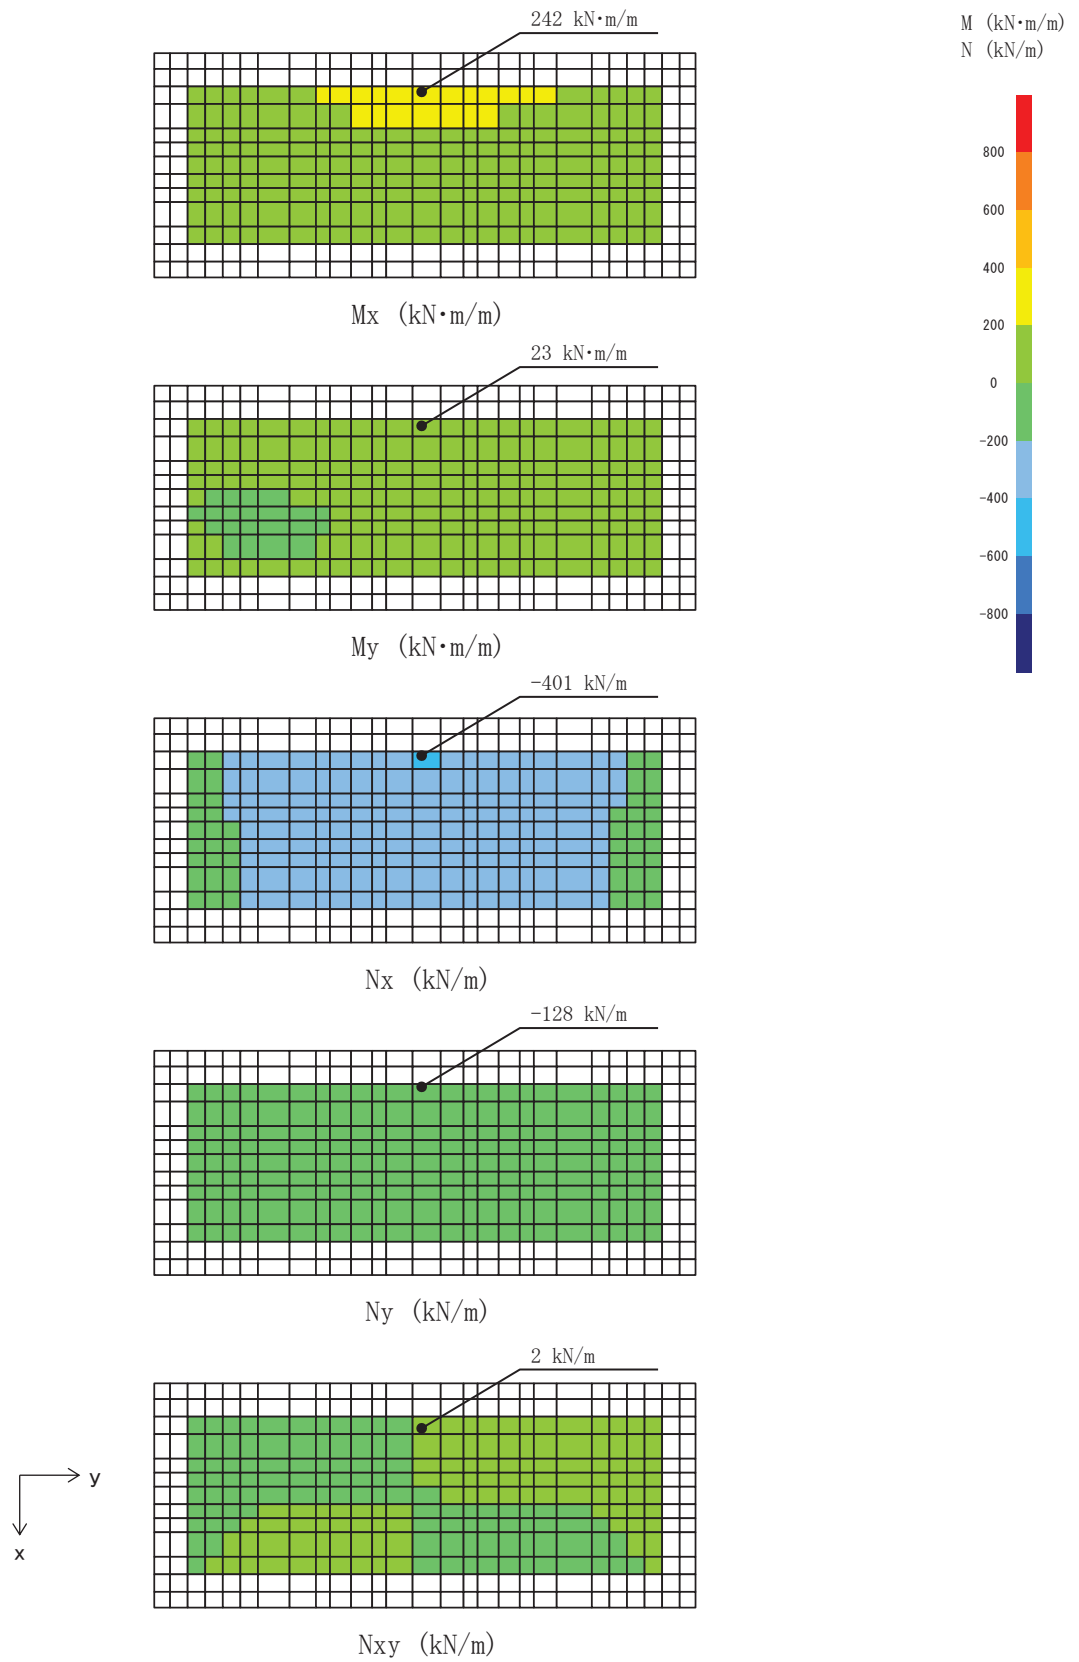 242 kN・m/m
M (kN・m/m)
N (kN/m)
800
600
400
200
0
-200
-400
-600
-800
Mx (kN・m/m)
23 kN・m/m
My (kN・m/m)
-401 kN/m
Nx (kN/m)
-128 kN/m
Ny (kN/m)
2 kN/m
y
x
Nxy (kN/m)